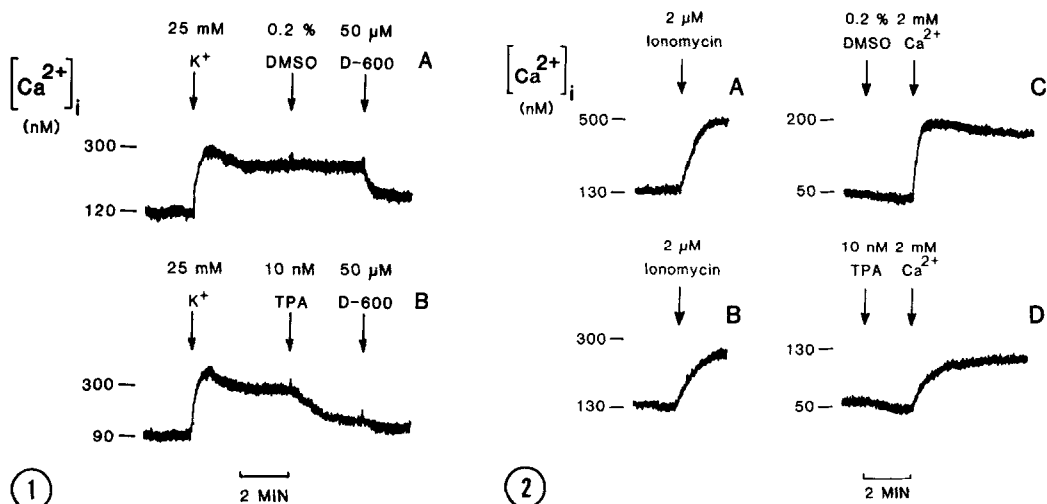 25 mM 0.2 % 50 µM
K+ DMSO D-600 A
[Ca2+]i
(nM)
300
120
25 mM 10 nM 50 µM
K+ TPA D-600 B
300
90
1
2 MIN
2 µM
Ionomycin
A
[Ca2+]i
(nM)
500
130
0.2 % 2 mM
DMSO Ca2+
C
200
50
2 µM
Ionomycin
B
300
130
10 nM 2 mM
TPA Ca2+
D
130
50
2
2 MIN